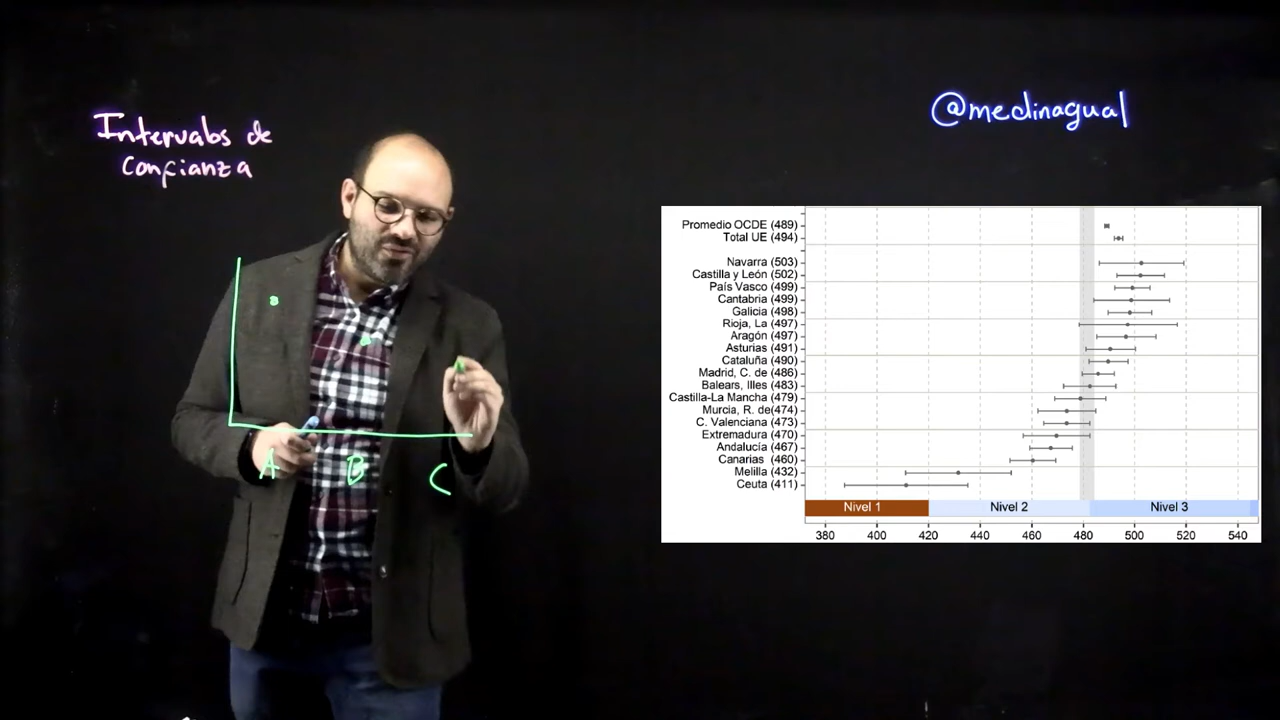 Intervalos de
Confianza
@medinagual
A B C
Promedio OCDE (489)
Total UE (494)
Navarra (503)
Castilla y León (502)
País Vasco (499)
Cantabria (499)
Galicia (498)
Rioja, La (497)
Aragón (497)
Asturias (491)
Cataluña (490)
Madrid, C. de (486)
Balears, Illes (483)
Castilla-La Mancha (479)
Murcia, R. de(474)
C. Valenciana (473)
Extremadura (470)
Andalucía (467)
Canarias (460)
Melilla (432)
Ceuta (411)
Nivel 1 Nivel 2 Nivel 3
380 400 420 440 460 480 500 520 540